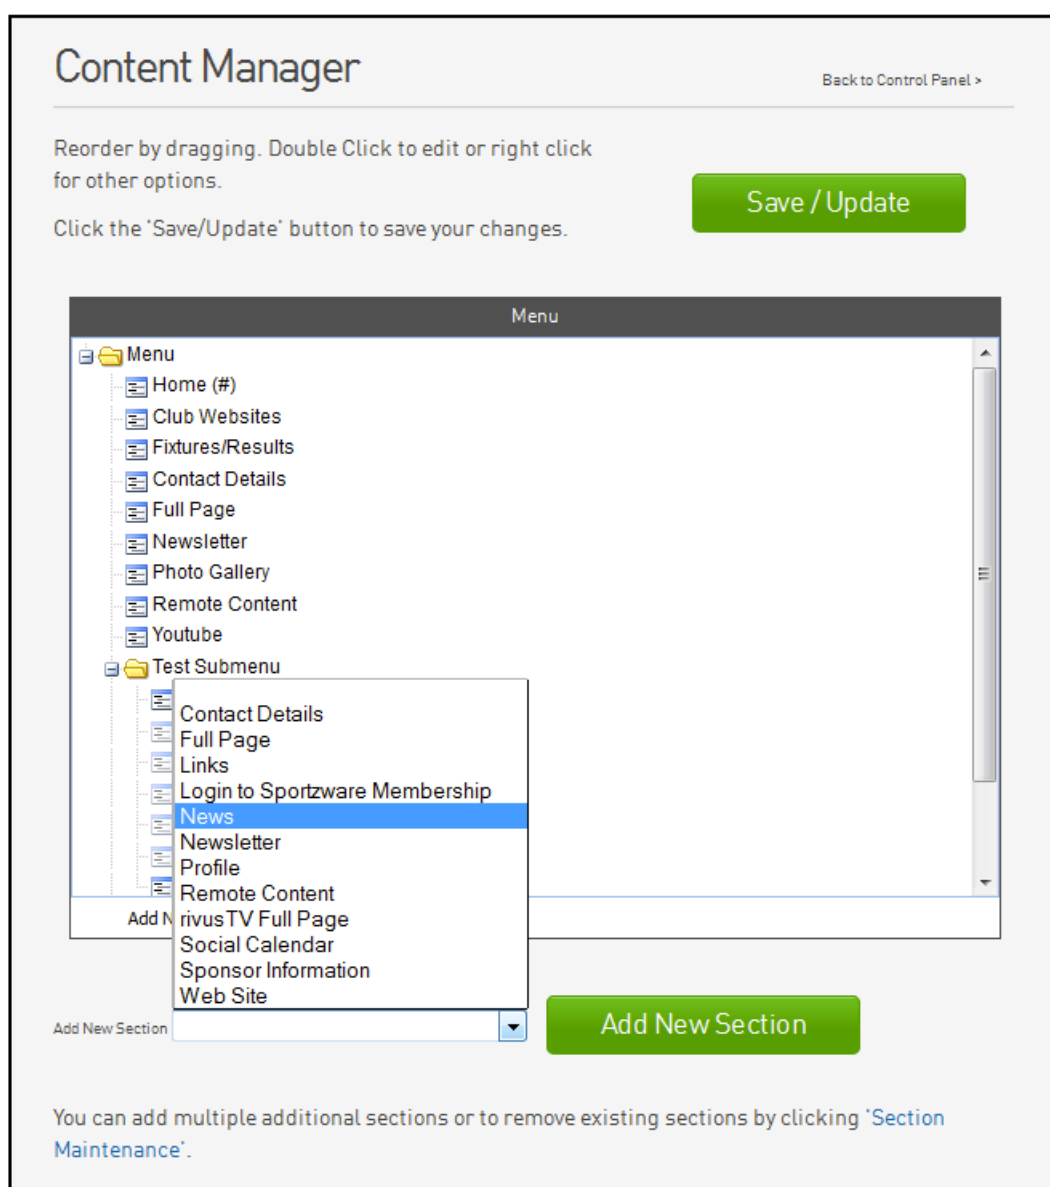 Content Manager
Back to Control Panel >
Reorder by dragging. Double Click to edit or right click
for other options.
Save / Update
Click the 'Save/Update' button to save your changes.
Menu
Menu
Home (#)
Club Websites
Fixtures/Results
Contact Details
Full Page
Newsletter
Photo Gallery
Remote Content
Youtube
Test Submenu
Contact Details
Full Page
Links
Login to Sportzware Membership
News
Newsletter
Profile
Remote Content
rivusTV Full Page
Add
Social Calendar
Sponsor Information
Web Site
Add New Section
Add New Section
You can add multiple additional sections or to remove existing sections by clicking 'Section
Maintenance'.